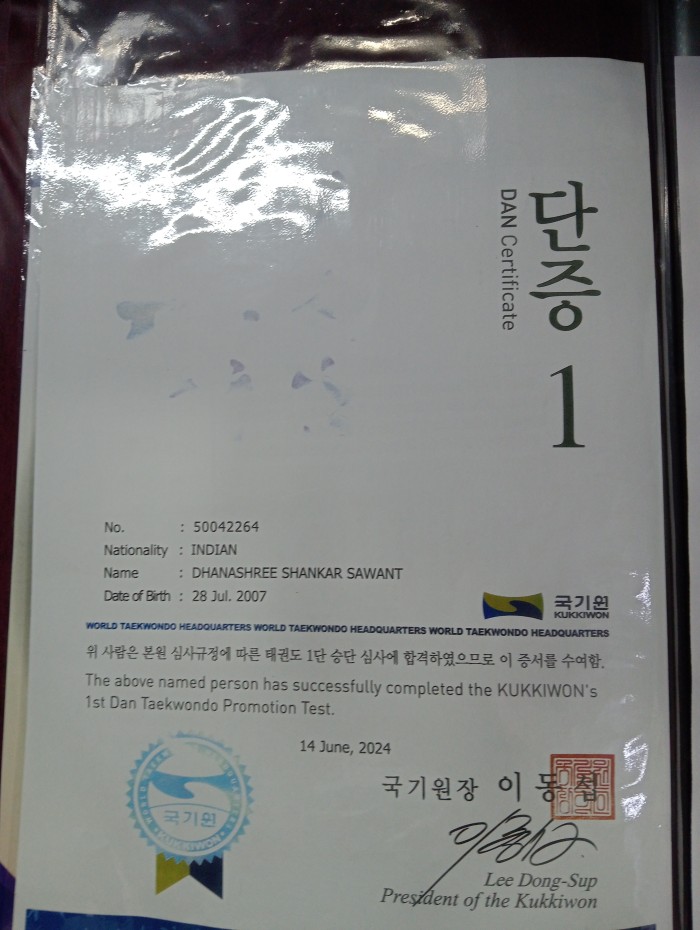 단증
DAN Certificate
1
No. : 50042264
Nationality : INDIAN
Name : DHANASHREE SHANKAR SAWANT
Date of Birth : 28 Jul. 2007
국기원
KUKKIWON
WORLD TAEKWONDO HEADQUARTERS WORLD TAEKWONDO HEADQUARTERS WORLD TAEKWONDO HEADQUARTERS
위 사람은 본원 심사규정에 따른 태권도 1단 승단 심사에 합격하였으므로 이 증서를 수여함.
The above named person has successfully completed the KUKKIWON's
1st Dan Taekwondo Promotion Test.
14 June, 2024
국기원장 이동섭
Lee Dong-Sup
President of the Kukkiwon
국기원
KUKKIWON